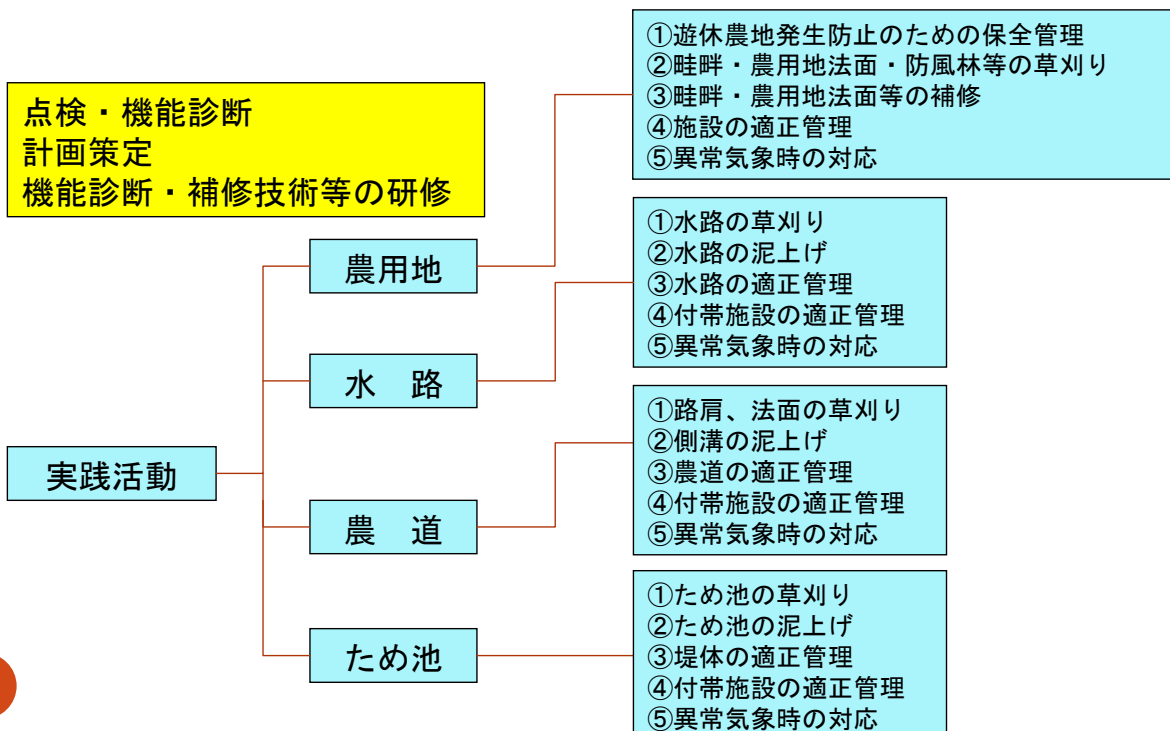 点検・機能診断
計画策定
機能診断・補修技術等の研修
実践活動
農用地
①遊休農地発生防止のための保全管理
②畦畔・農用地法面・防風林等の草刈り
③畦畔・農用地法面等の補修
④施設の適正管理
⑤異常気象時の対応
水　路
①水路の草刈り
②水路の泥上げ
③水路の適正管理
④付帯施設の適正管理
⑤異常気象時の対応
農　道
①路肩、法面の草刈り
②側溝の泥上げ
③農道の適正管理
④付帯施設の適正管理
⑤異常気象時の対応
ため池
①ため池の草刈り
②ため池の泥上げ
③堤体の適正管理
④付帯施設の適正管理
⑤異常気象時の対応